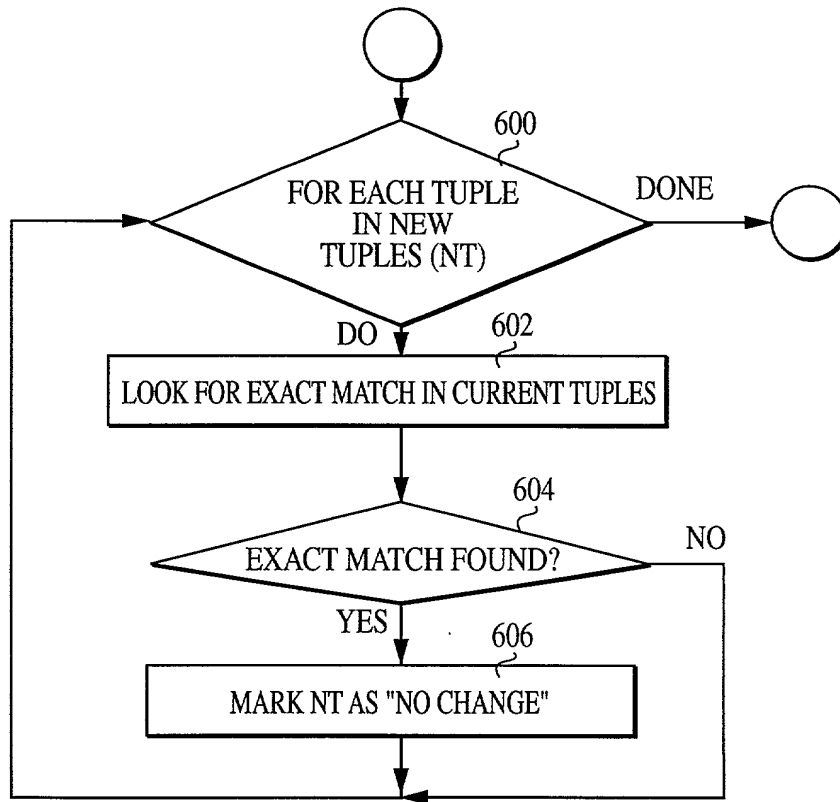 600
FOR EACH TUPLE
IN NEW
TUPLES (NT)
DONE
DO
602
LOOK FOR EXACT MATCH IN CURRENT TUPLES
604
EXACT MATCH FOUND?
NO
YES
606
MARK NT AS "NO CHANGE"